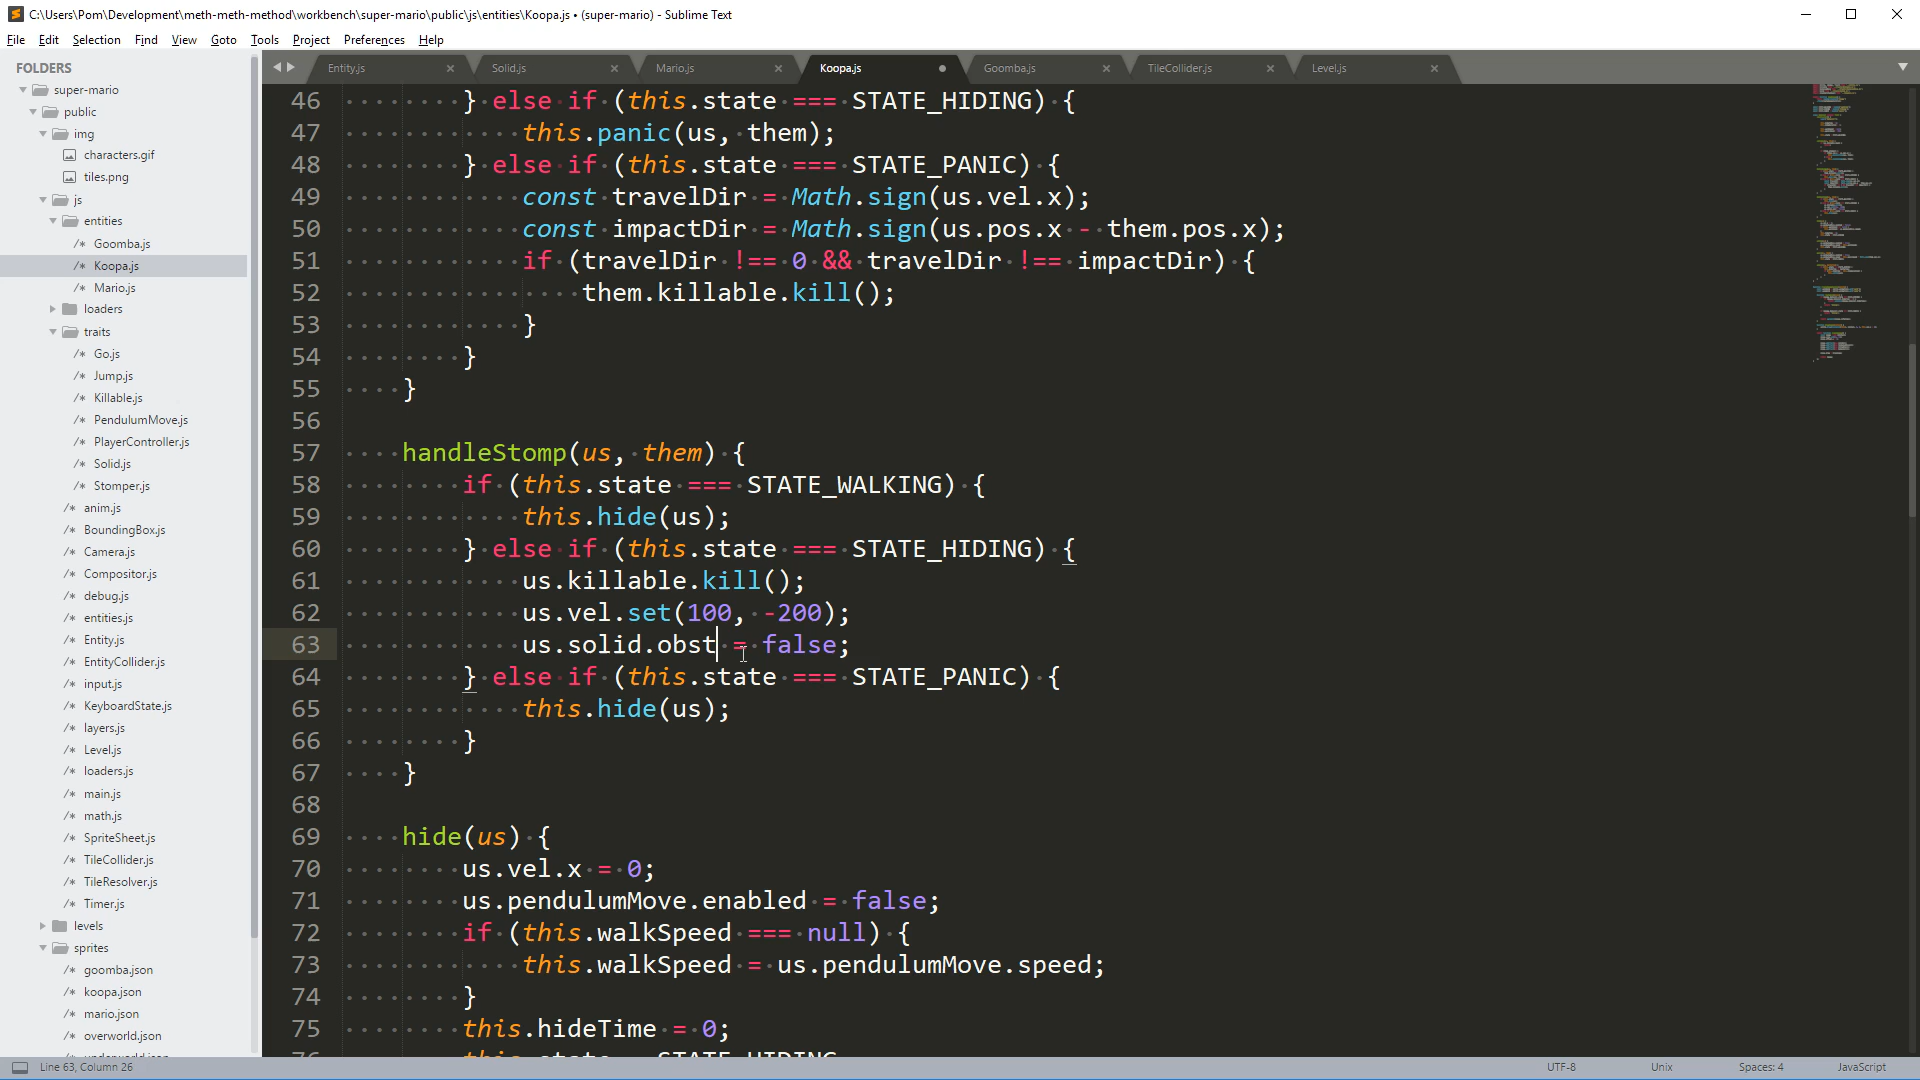 C:\Users\Pom\Development\meth-meth-method\workbench\super-mario\public\js\entities\Koopa.js • (super-mario) - Sublime Text
File Edit Selection Find View Goto Tools Project Preferences Help
FOLDERS
super-mario
public
img
characters.gif
tiles.png
js
entities
/* Goomba.js
/* Koopa.js
/* Mario.js
loaders
traits
/* Go.js
/* Jump.js
/* Killable.js
/* PendulumMove.js
/* PlayerController.js
/* Solid.js
/* Stomper.js
/* anim.js
/* BoundingBox.js
/* Camera.js
/* Compositor.js
/* debug.js
/* entities.js
/* Entity.js
/* EntityCollider.js
/* input.js
/* KeyboardState.js
/* layers.js
/* Level.js
/* loaders.js
/* main.js
/* math.js
/* SpriteSheet.js
/* TileCollider.js
/* TileResolver.js
/* Timer.js
levels
sprites
/* goomba.json
/* koopa.json
/* mario.json
/* overworld.json
Entity.js Solid.js Mario.js Koopa.js Goomba.js TileCollider.js Level.js
46 } else if (this.state === STATE_HIDING) {
47 this.panic(us, them);
48 } else if (this.state === STATE_PANIC) {
49 const travelDir = Math.sign(us.vel.x);
50 const impactDir = Math.sign(us.pos.x - them.pos.x);
51 if (travelDir !== 0 && travelDir !== impactDir) {
52 them.killable.kill();
53 }
54 }
55 }
56
57 handleStomp(us, them) {
58 if (this.state === STATE_WALKING) {
59 this.hide(us);
60 } else if (this.state === STATE_HIDING) {
61 us.killable.kill();
62 us.vel.set(100, -200);
63 us.solid.obst = false;
64 } else if (this.state === STATE_PANIC) {
65 this.hide(us);
66 }
67 }
68
69 hide(us) {
70 us.vel.x = 0;
71 us.pendulumMove.enabled = false;
72 if (this.walkSpeed === null) {
73 this.walkSpeed = us.pendulumMove.speed;
74 }
75 this.hideTime = 0;
Line 63, Column 26 UTF-8 Unix Spaces: 4 JavaScript